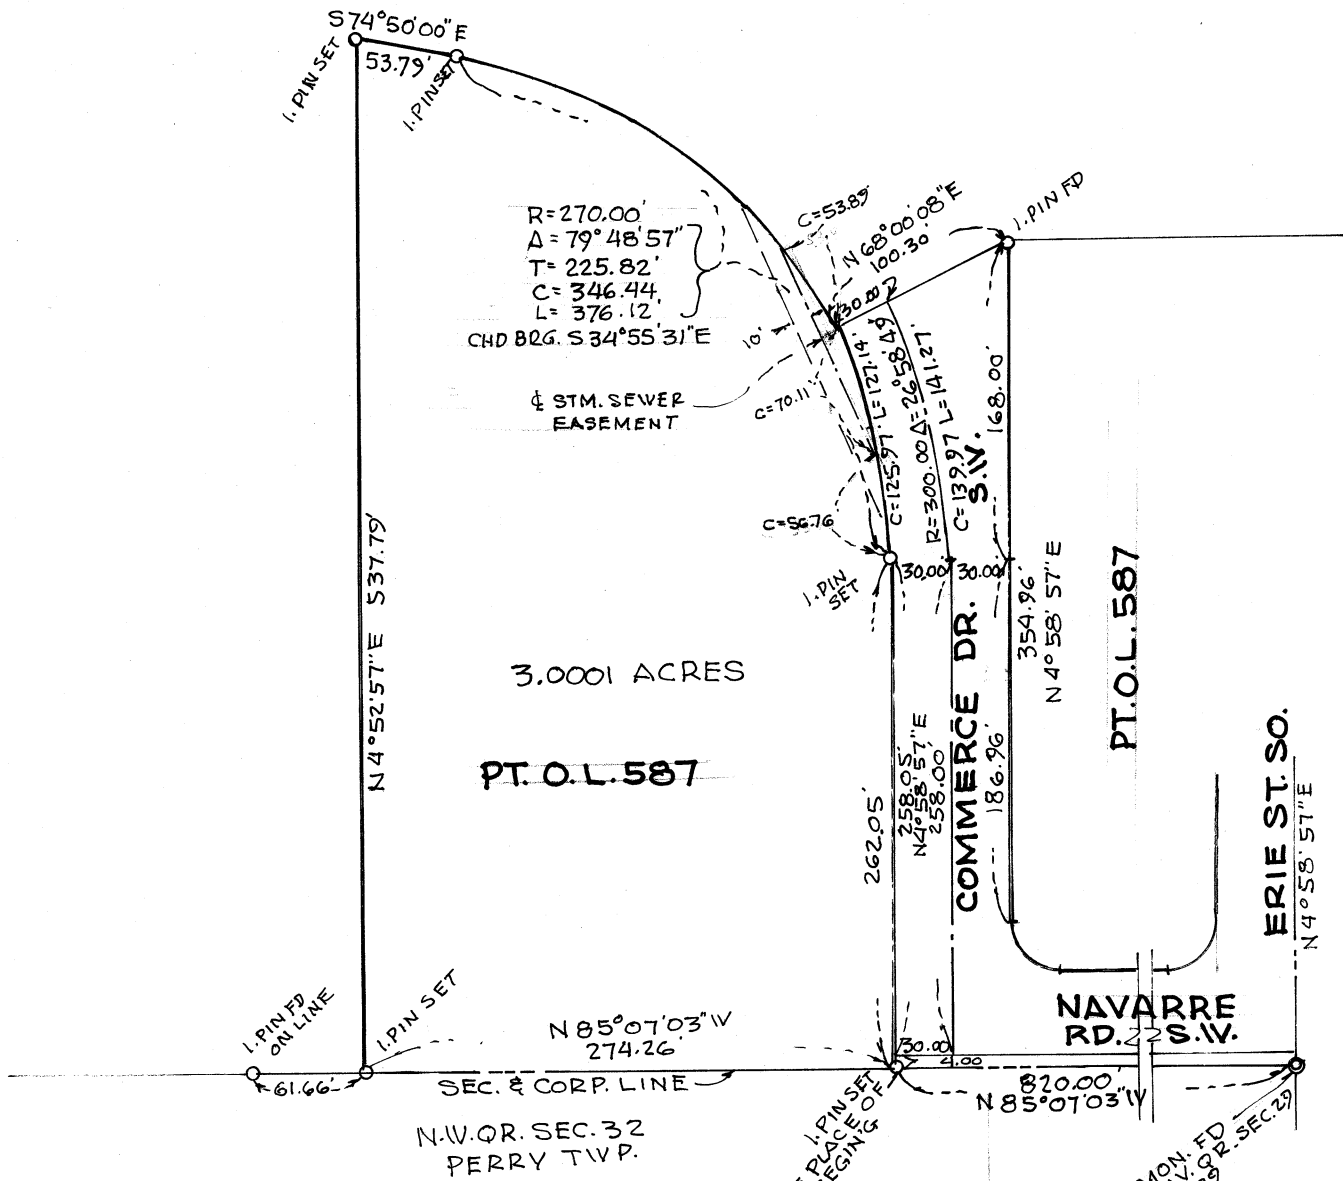 S74°50'00"E
53.79'
I.PIN SET
I.PIN SET
R=270.00'
Δ=79°48'57"
T=225.82'
C=346.44'
L=376.12'
CHD BRG. S34°55'31"E
₵ STM. SEWER
EASEMENT
10'
C=53.89'
N68°00'08"E
100.30'
I.PIN FD
30.00'
C=70.11'
C=56.76'
C=125.97' L=127.14'
R=300.00 Δ=26°58'49"
C=139.97 L=141.27'
168.00'
I.PIN
SET
30.00'
30.00'
354.96'
N4°58'57"E
N4°52'57"E 537.79'
3.0001 ACRES
PT. O.L.587
PT.O.L.587
262.05'
258.05'
N4°58'57"E
258.00'
COMMERCE DR.
S.W.
186.96'
ERIE ST. SO.
N4°58'57"E
NAVARRE
RD. S.W.
I.PIN FD
ON LINE
I.PIN SET
N85°07'03"W
274.26'
61.66'
SEC. & CORP. LINE
30.00
4.00
820.00'
N85°07'03"W
I.PIN SET
PLACE OF
BEGIN'G
MON. FD
QR. SEC.29
N.W.QR. SEC.32
PERRY TWP.